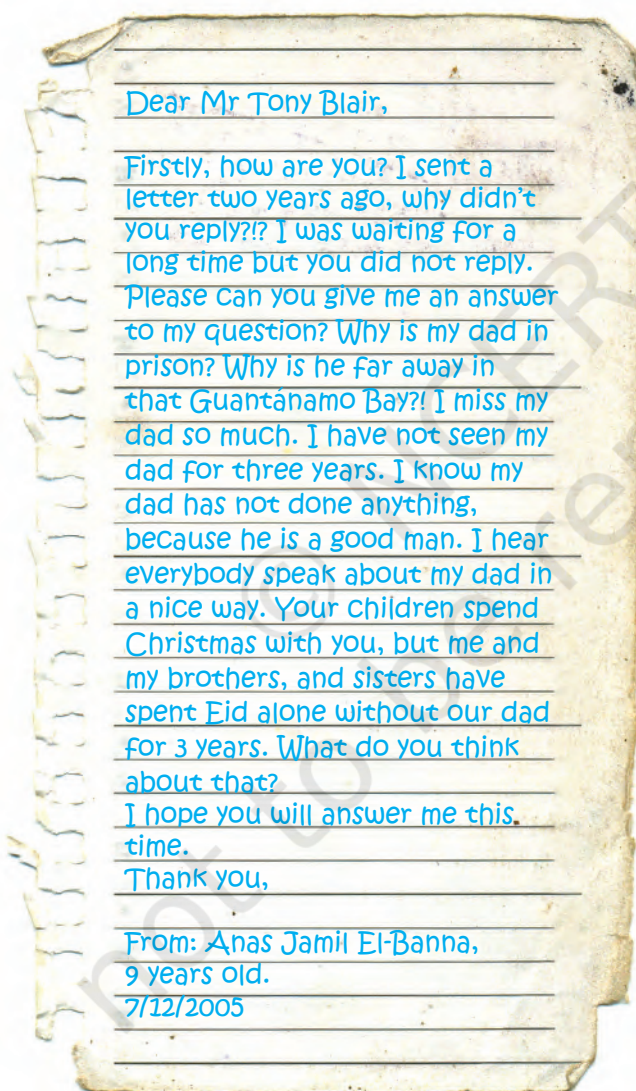 Dear Mr Tony Blair,
Firstly, how are you? I sent a
letter two years ago, why didn't
you reply?!? I was waiting for a
long time but you did not reply.
Please can you give me an answer
to my question? Why is my dad in
prison? Why is he far away in
that Guantánamo Bay?! I miss my
dad so much. I have not seen my
dad for three years. I know my
dad has not done anything,
because he is a good man. I hear
everybody speak about my dad in
a nice way. Your children spend
Christmas with you, but me and
my brothers, and sisters have
spent Eid alone without our dad
for 3 years. What do you think
about that?
I hope you will answer me this
time.
Thank you,
From: Anas Jamil El-Banna,
9 years old.
7/12/2005
© NCERT
not to be re